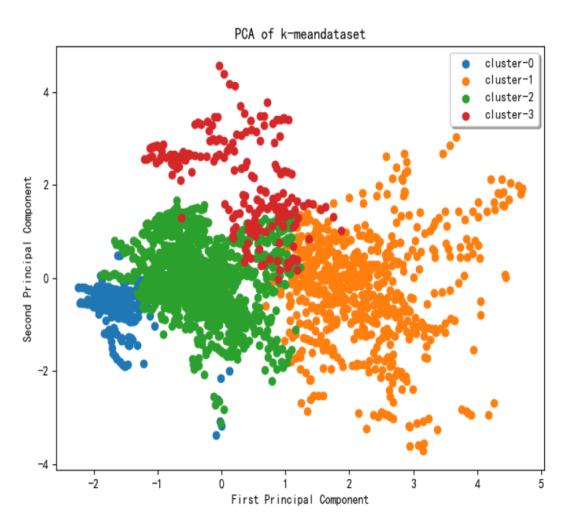 PCA of k-meandataset
cluster-0
cluster-1
cluster-2
cluster-3
4
2
0
-2
-4
Second Principal Component
-2
-1
0
1
2
3
4
5
First Principal Component